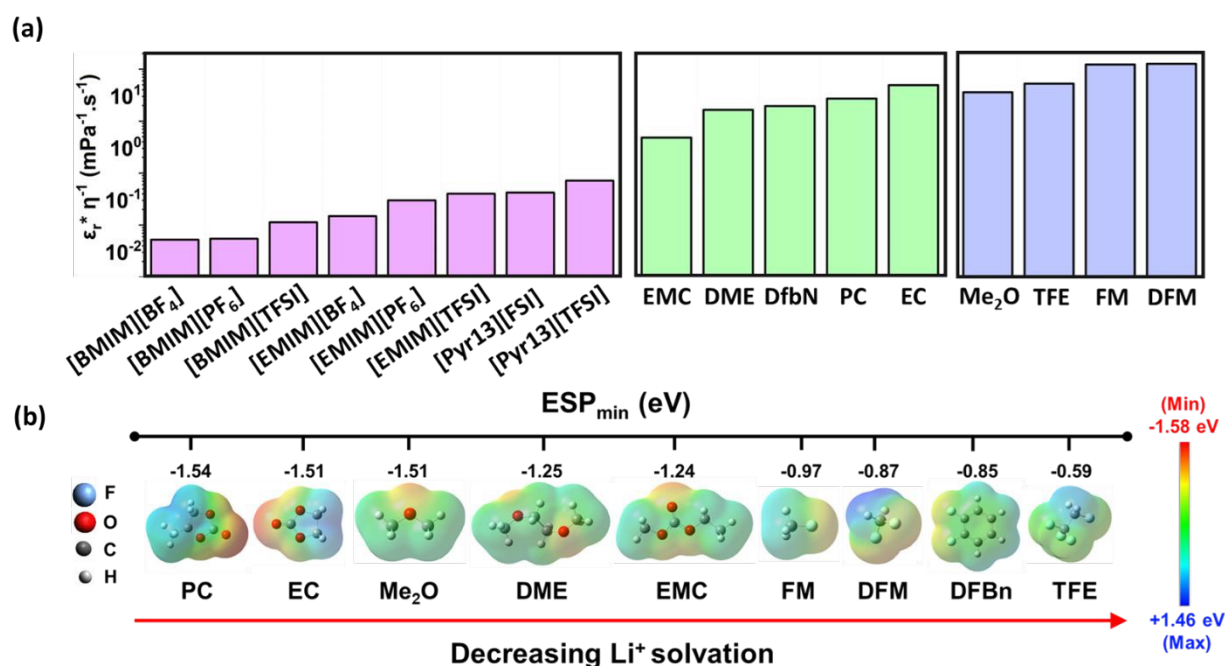 (a)
εᵣ* η⁻¹ (mPa⁻¹.s⁻¹)
10¹
10⁰
10⁻¹
10⁻²
[BMIM][BF₄]
[BMIM][PF₆]
[BMIM][TFSI]
[EMIM][BF₄]
[EMIM][PF₆]
[EMIM][TFSI]
[Pyr13][FSI]
[Pyr13][TFSI]
EMC DME DfbN PC EC
Me₂O TFE FM DFM
(b)
ESPₘᵢₙ (eV)
-1.54 -1.51 -1.51 -1.25 -1.24 -0.97 -0.87 -0.85 -0.59
F
O
C
H
PC EC Me₂O DME EMC FM DFM DFBn TFE
Decreasing Li⁺ solvation
(Min)
-1.58 eV
+1.46 eV
(Max)